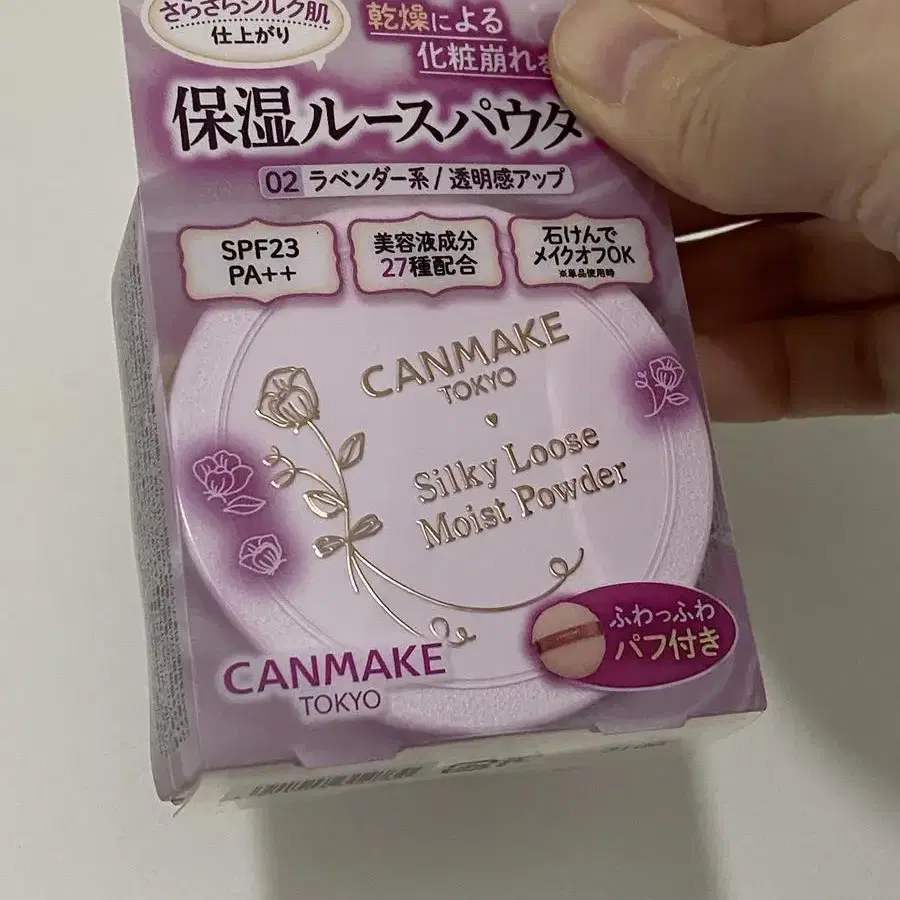 さらさらシルク肌
仕上がり
乾燥による
化粧崩れを
保湿ルースパウダ
02 ラベンダー系 / 透明感アップ
SPF23
PA++
美容液成分
27種配合
石けんで
メイクオフOK
※単品使用時
CANMAKE
TOKYO
Silky Loose
Moist Powder
ふわっふわ
パフ付き
CANMAKE
TOKYO